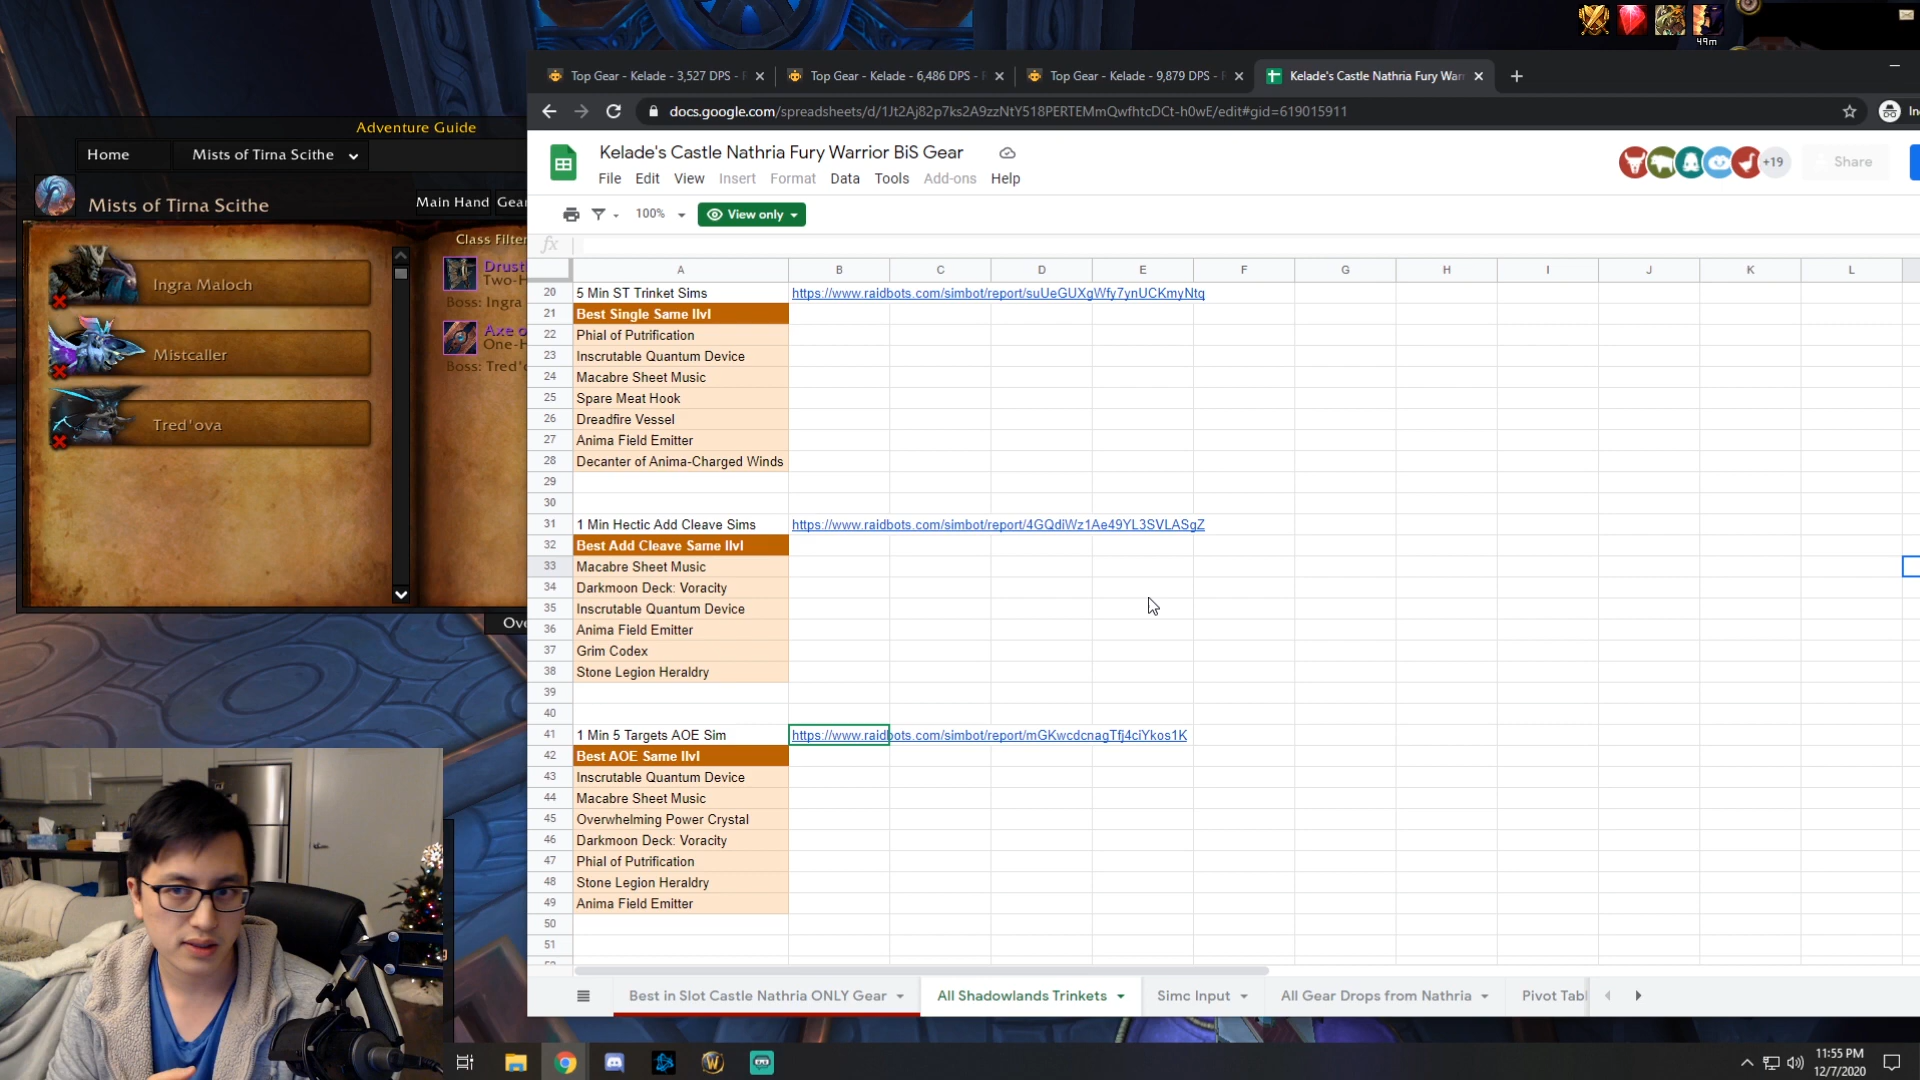 49m
Top Gear - Kelade - 3,527 DPS -
Top Gear - Kelade - 6,486 DPS -
Top Gear - Kelade - 9,879 DPS -
Kelade's Castle Nathria Fury Warr
docs.google.com/spreadsheets/d/1Jt2Aj82p7ks2A9zzNtY518PERTEMmQwfhtcDCt-h0wE/edit#gid=619015911
Kelade's Castle Nathria Fury Warrior BiS Gear
+19
Share
File Edit View Insert Format Data Tools Add-ons Help
100%
View only
fx
A B C D E F G H I J K L
20 5 Min ST Trinket Sims https://www.raidbots.com/simbot/report/suUeGUXgWfy7ynUCKmyNtq
21 Best Single Same Ilvl
22 Phial of Putrification
23 Inscrutable Quantum Device
24 Macabre Sheet Music
25 Spare Meat Hook
26 Dreadfire Vessel
27 Anima Field Emitter
28 Decanter of Anima-Charged Winds
29
30
31 1 Min Hectic Add Cleave Sims https://www.raidbots.com/simbot/report/4GQdiWz1Ae49YL3SVLASgZ
32 Best Add Cleave Same Ilvl
33 Macabre Sheet Music
34 Darkmoon Deck: Voracity
35 Inscrutable Quantum Device
36 Anima Field Emitter
37 Grim Codex
38 Stone Legion Heraldry
39
40
41 1 Min 5 Targets AOE Sim https://www.raidbots.com/simbot/report/mGKwcdcnagTfj4ciYkos1K
42 Best AOE Same Ilvl
43 Inscrutable Quantum Device
44 Macabre Sheet Music
45 Overwhelming Power Crystal
46 Darkmoon Deck: Voracity
47 Phial of Putrification
48 Stone Legion Heraldry
49 Anima Field Emitter
50
51
Best in Slot Castle Nathria ONLY Gear
All Shadowlands Trinkets
Simc Input
All Gear Drops from Nathria
Pivot Tabl
Adventure Guide
Home
Mists of Tirna Scithe
Mists of Tirna Scithe
Main Hand
Gear
Class Filter
Ingra Maloch
Mistcaller
Tred'ova
Drust
Two-H
Boss: Ingra
Axe o
One-H
Boss: Tred'o
Ove
11:55 PM
12/7/2020